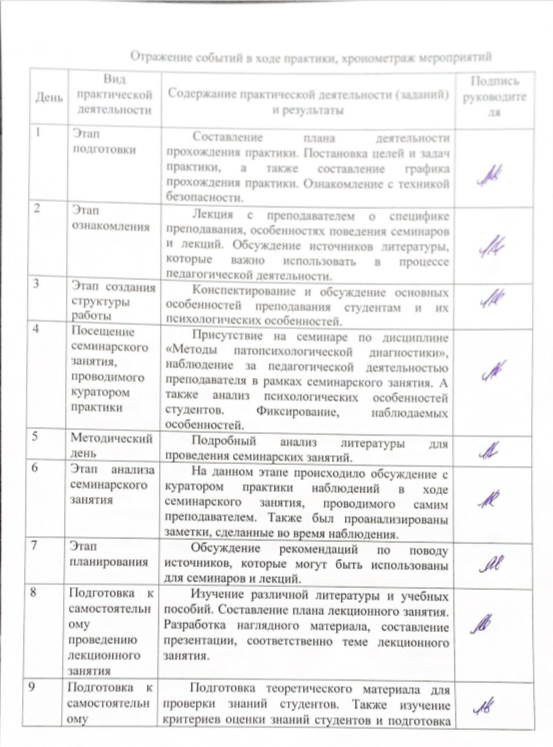 Отражение событий в ходе практики, хронометраж мероприятий
День
Вид
практической
деятельности
Содержание практической деятельности (заданий)
и результаты
Подпись
руководите
ля
1
Этап
подготовки
Составление плана деятельности
прохождения практики. Постановка целей и задач
практики, а также составление графика
прохождения практики. Ознакомление с техникой
безопасности.
2
Этап
ознакомления
Лекция с преподавателем о специфике
преподавания, особенностях поведения семинаров
и лекций. Обсуждение источников литературы,
которые важно использовать в процессе
педагогической деятельности.
3
Этап создания
структуры
работы
Конспектирование и обсуждение основных
особенностей преподавания студентам и их
психологических особенностей.
4
Посещение
семинарского
занятия,
проводимого
куратором
практики
Присутствие на семинаре по дисциплине
«Методы патопсихологической диагностики»,
наблюдение за педагогической деятельностью
преподавателя в рамках семинарского занятия. А
также анализ психологических особенностей
студентов. Фиксирование, наблюдаемых
особенностей.
5
Методический
день
Подробный анализ литературы для
проведения семинарских занятий.
6
Этап анализа
семинарского
занятия
На данном этапе происходило обсуждение с
куратором практики наблюдений в ходе
семинарского занятия, проводимого самим
преподавателем. Также был проанализированы
заметки, сделанные во время наблюдения.
7
Этап
планирования
Обсуждение рекомендаций по поводу
источников, которые могут быть использованы
для семинаров и лекций.
8
Подготовка к
самостоятельн
ому
проведению
лекционного
занятия
Изучение различной литературы и учебных
пособий. Составление плана лекционного занятия.
Разработка наглядного материала, составление
презентации, соответственно теме лекционного
занятия.
9
Подготовка к
самостоятельн
ому
Подготовка теоретического материала для
проверки знаний студентов. Также изучение
критериев оценки знаний студентов и подготовка